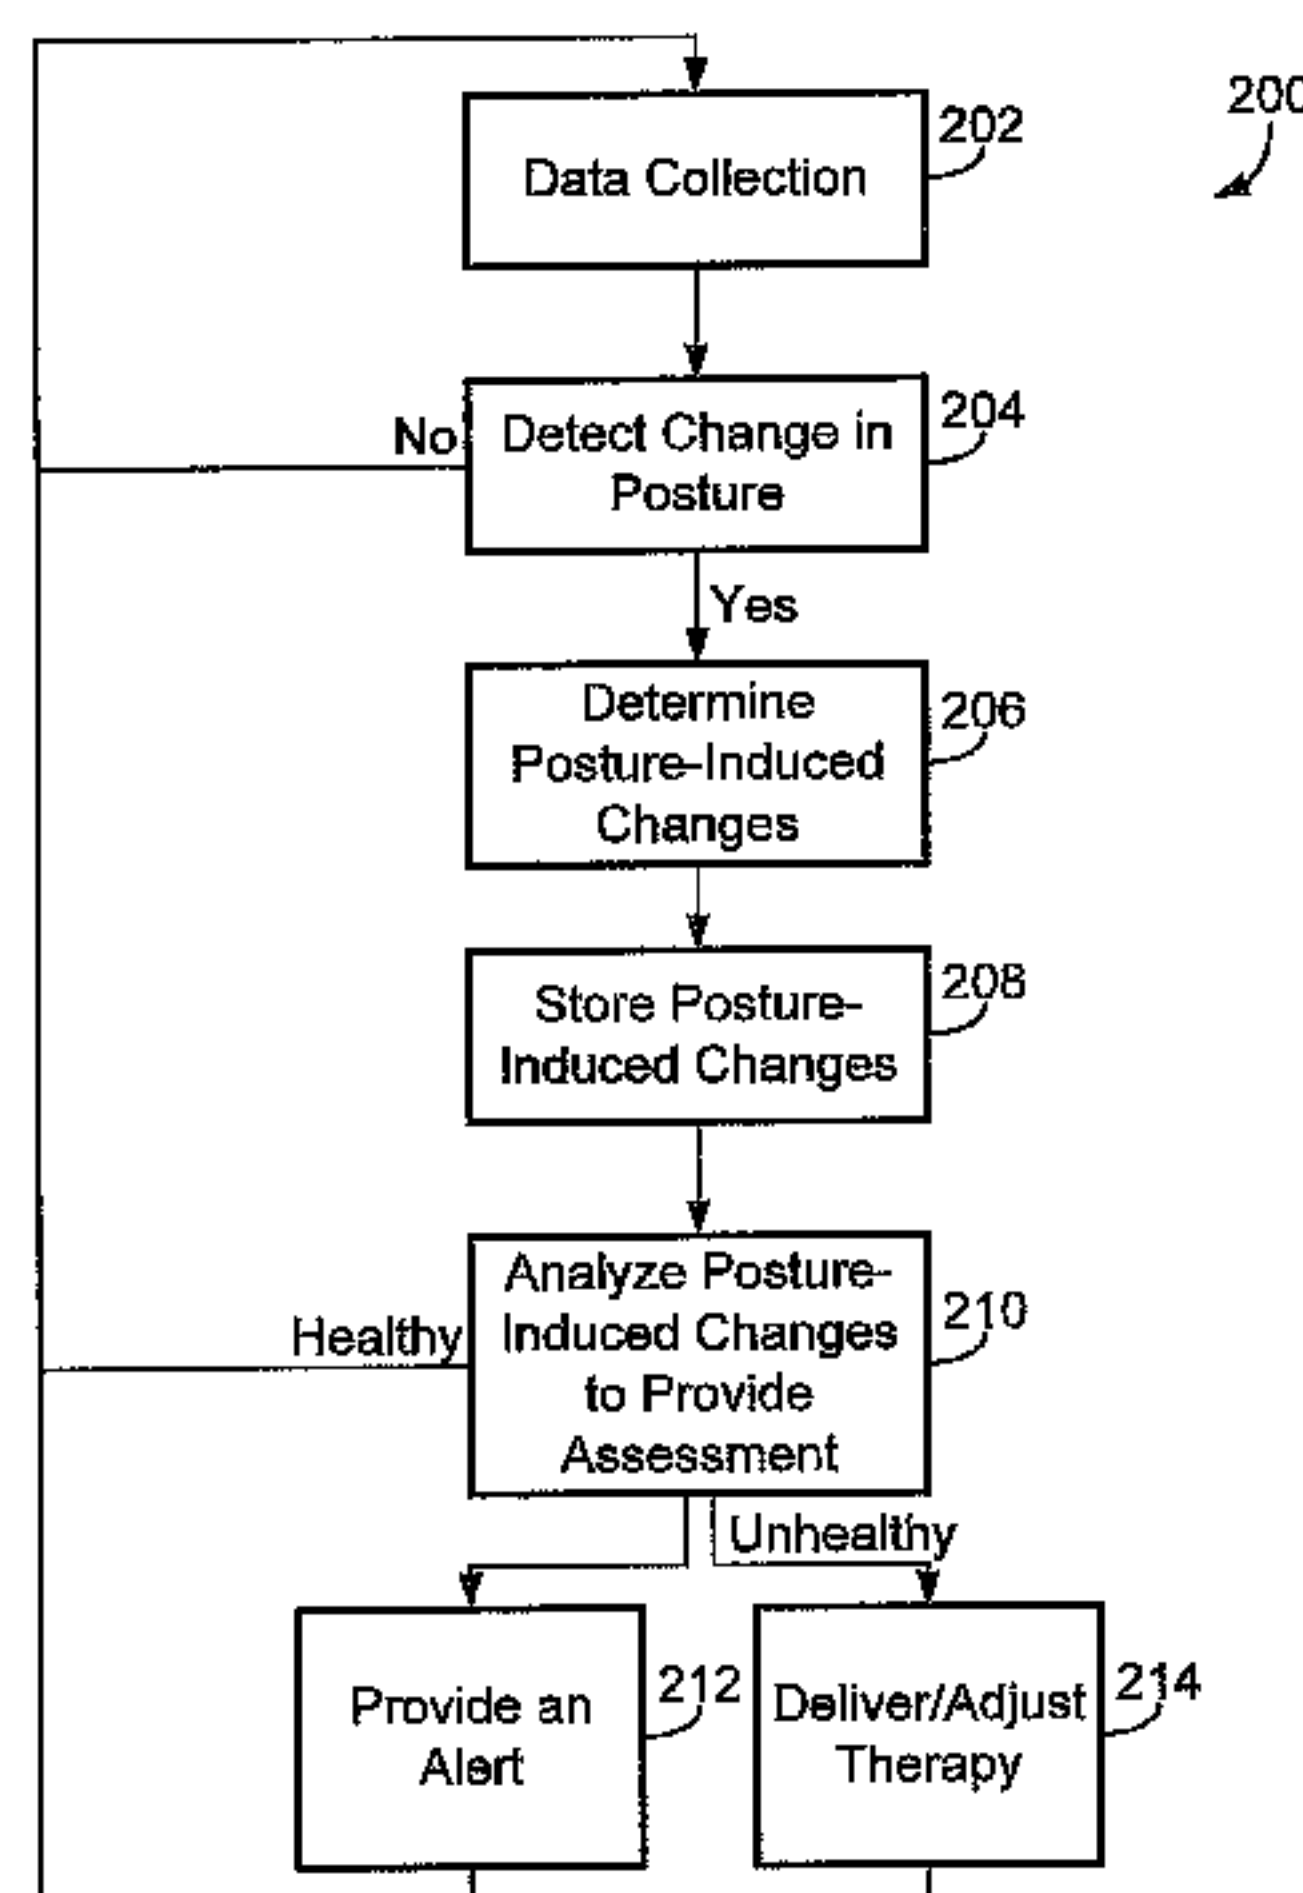 200
202
Data Collection
204
No
Detect Change in
Posture
Yes
Determine
206
Posture-Induced
Changes
208
Store Posture-
Induced Changes
Analyze Posture-
210
Healthy
Induced Changes
to Provide
Assessment
Unhealthy
212
Provide an
Alert
214
Deliver/Adjust
Therapy